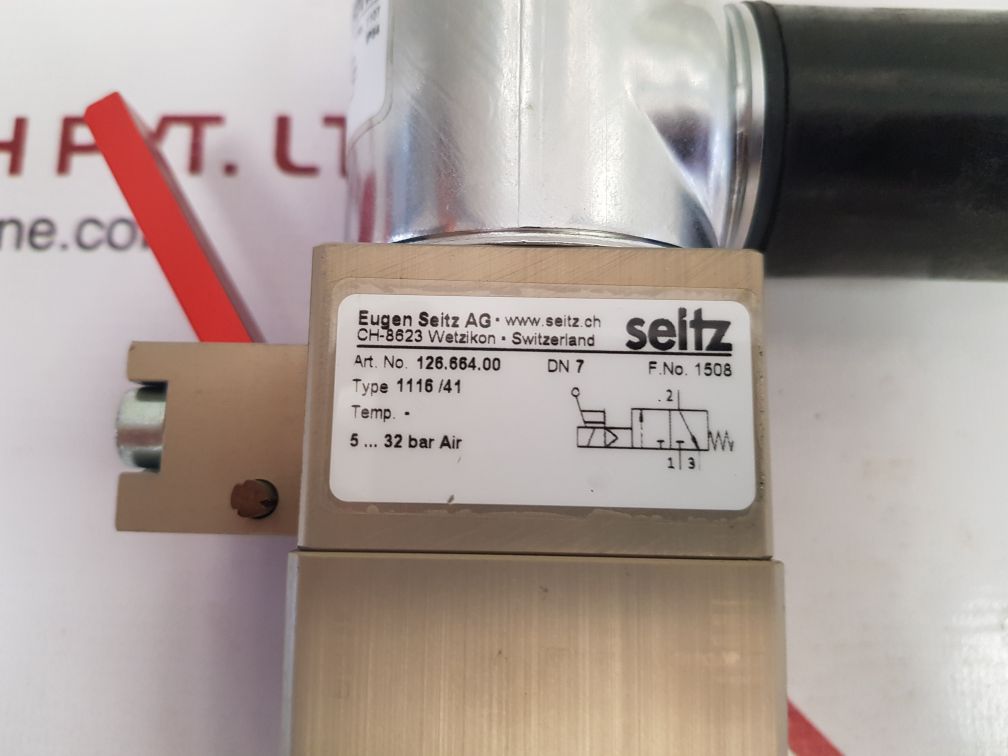 H PVT. LT
ne.co
Eugen Seitz AG · www.seitz.ch
CH-8623 Wetzikon · Switzerland
seitz
Art. No. 126.664.00 DN 7 F.No. 1508
Type 1116 /41
Temp. -
5 ... 32 bar Air
2
1 3